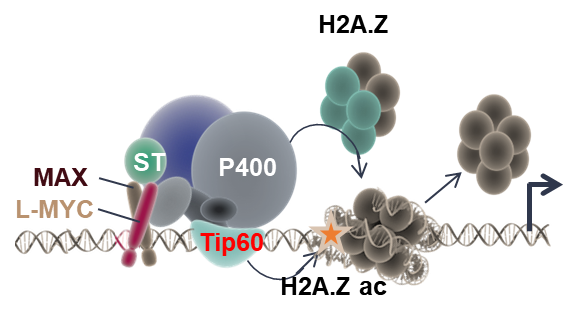 H2A.Z
ST
P400
MAX
L-MYC
Tip60
H2A.Z ac